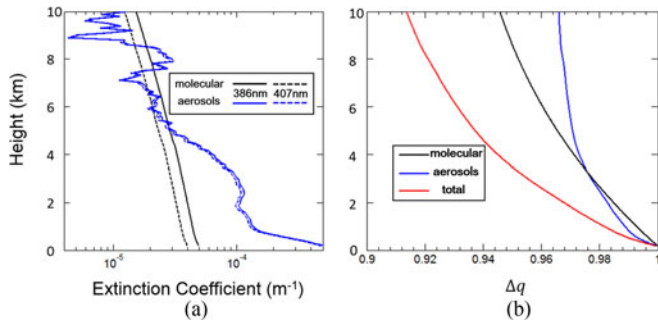 10
8
6
4
2
0
Height (km)
molecular 386nm 407nm
aerosols
10⁻⁵ 10⁻⁴
Extinction Coefficient (m⁻¹)
(a)
10
8
6
4
2
0
molecular
aerosols
total
0.9 0.92 0.94 0.96 0.98 1
Δq
(b)